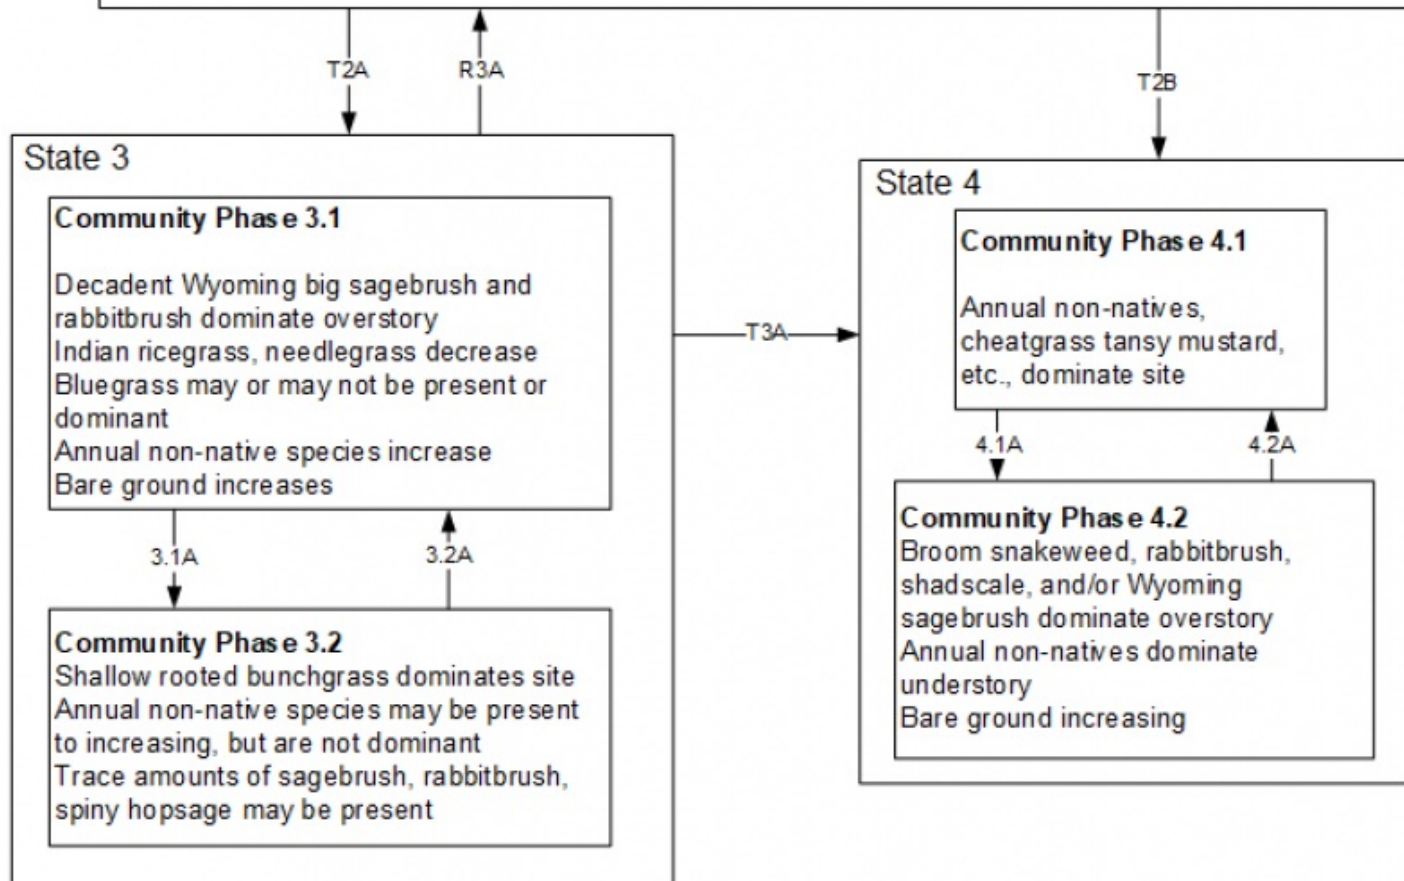 T2A
R3A
T2B
State 3
Community Phase 3.1
Decadent Wyoming big sagebrush and
rabbitbrush dominate overstory
Indian ricegrass, needlegrass decrease
Bluegrass may or may not be present or
dominant
Annual non-native species increase
Bare ground increases
3.1A
3.2A
Community Phase 3.2
Shallow rooted bunchgrass dominates site
Annual non-native species may be present
to increasing, but are not dominant
Trace amounts of sagebrush, rabbitbrush,
spiny hopsage may be present
T3A
State 4
Community Phase 4.1
Annual non-natives,
cheatgrass tansy mustard,
etc., dominate site
4.1A
4.2A
Community Phase 4.2
Broom snakeweed, rabbitbrush,
shadscale, and/or Wyoming
sagebrush dominate overstory
Annual non-natives dominate
understory
Bare ground increasing